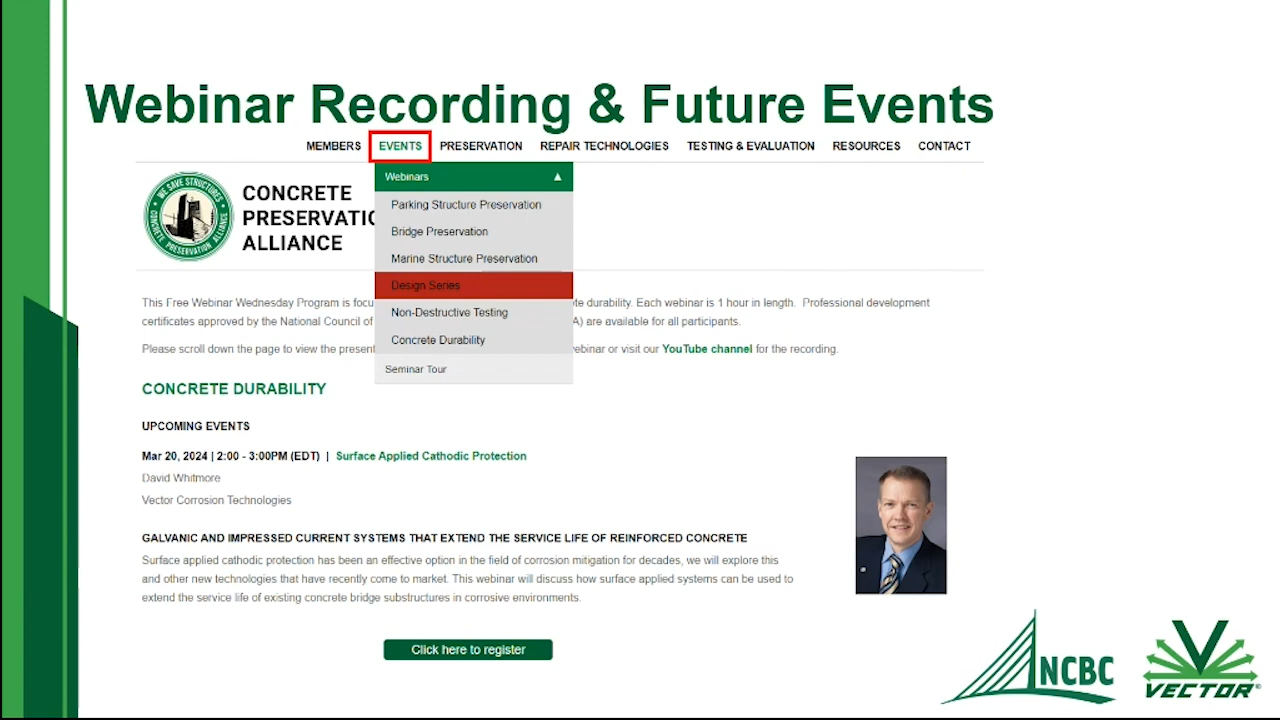 Webinar Recording & Future Events
MEMBERS EVENTS PRESERVATION REPAIR TECHNOLOGIES TESTING & EVALUATION RESOURCES CONTACT
Webinars
Parking Structure Preservation
Bridge Preservation
Marine Structure Preservation
Design Series
Non-Destructive Testing
Concrete Durability
Seminar Tour
WE SAVE STRUCTURES
CONCRETE PRESERVATION ALLIANCE
CONCRETE
PRESERVATIO
ALLIANCE
This Free Webinar Wednesday Program is focu te durability. Each webinar is 1 hour in length. Professional development
certificates approved by the National Council of A) are available for all participants.
Please scroll down the page to view the present ebinar or visit our YouTube channel for the recording.
CONCRETE DURABILITY
UPCOMING EVENTS
Mar 20, 2024 | 2:00 - 3:00PM (EDT) | Surface Applied Cathodic Protection
David Whitmore
Vector Corrosion Technologies
GALVANIC AND IMPRESSED CURRENT SYSTEMS THAT EXTEND THE SERVICE LIFE OF REINFORCED CONCRETE
Surface applied cathodic protection has been an effective option in the field of corrosion mitigation for decades, we will explore this
and other new technologies that have recently come to market. This webinar will discuss how surface applied systems can be used to
extend the service life of existing concrete bridge substructures in corrosive environments.
Click here to register
NCBC
VECTOR®